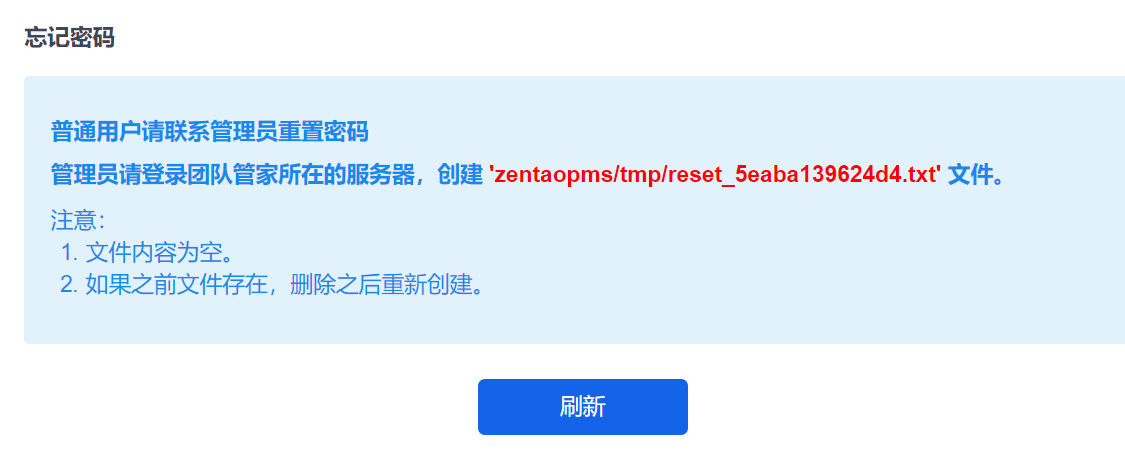 忘记密码
普通用户请联系管理员重置密码
管理员请登录团队管家所在的服务器，创建 'zentaopms/tmp/reset_5eaba139624d4.txt' 文件。
注意：
1. 文件内容为空。
2. 如果之前文件存在，删除之后重新创建。
刷新